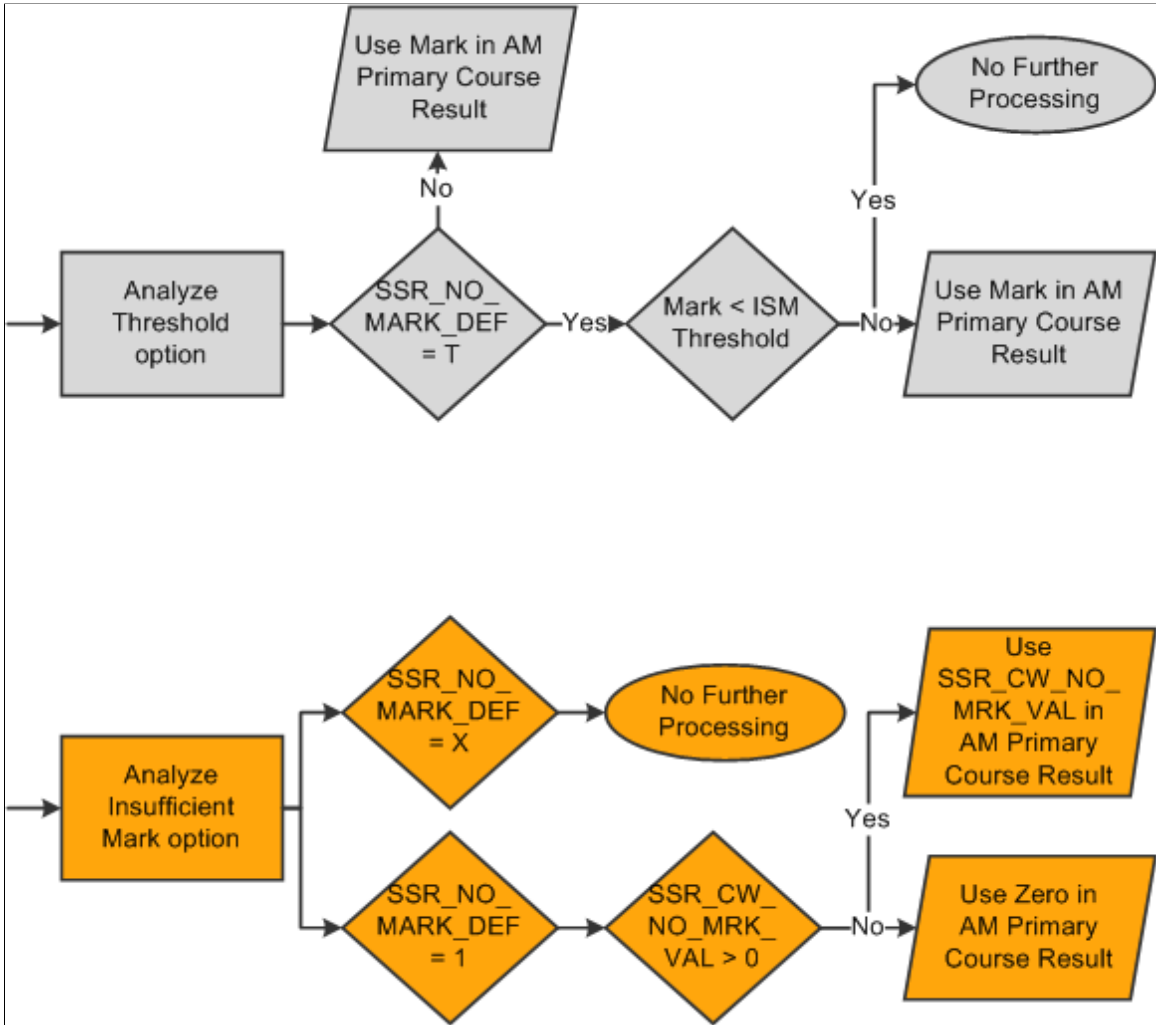 Use Mark in AM
Primary Course
Result
No Further
Processing
No
Yes
Analyze
Threshold
option
SSR_NO_
MARK_DEF
= T
Yes
Mark < ISM
Threshold
No
Use Mark in AM
Primary Course
Result
SSR_NO_
MARK_DEF
= X
No Further
Processing
Use
SSR_CW_NO_
MRK_VAL in
AM Primary
Course Result
Analyze
Insufficient
Mark option
Yes
SSR_NO_
MARK_DEF
= 1
SSR_CW_
NO_MRK_
VAL > 0
No
Use Zero in
AM Primary
Course Result